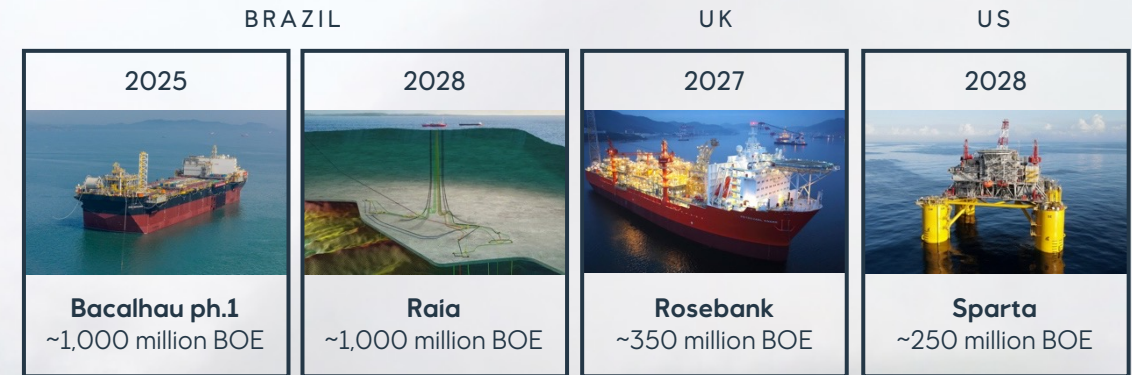 BRAZIL
UK
US
2025
2028
2027
2028
Bacalhau ph.1
~1,000 million BOE
Raia
~1,000 million BOE
Rosebank
~350 million BOE
Sparta
~250 million BOE